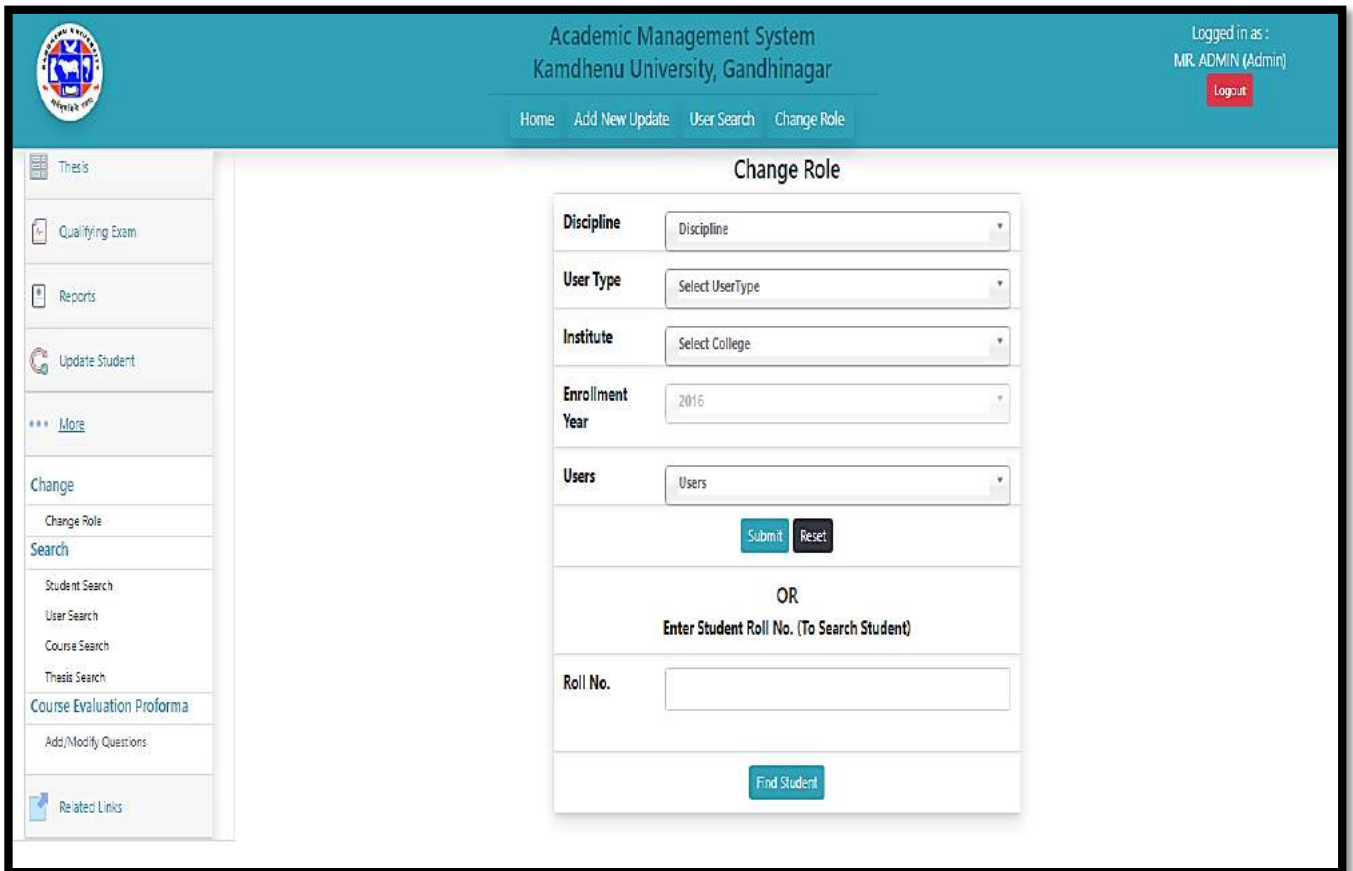 KAMDHENU UNIVERSITY
Academic Management System
Kamdhenu University, Gandhinagar
Home Add New Update User Search Change Role
Logged in as :
MR. ADMIN (Admin)
Logout
Thesis
Qualifying Exam
Reports
Update Student
More
Change
Change Role
Search
Student Search
User Search
Course Search
Thesis Search
Course Evaluation Proforma
Add/Modify Questions
Related Links
Change Role
Discipline Discipline
User Type Select UserType
Institute Select College
Enrollment
Year 2016
Users Users
Submit Reset
OR
Enter Student Roll No. (To Search Student)
Roll No.
Find Student